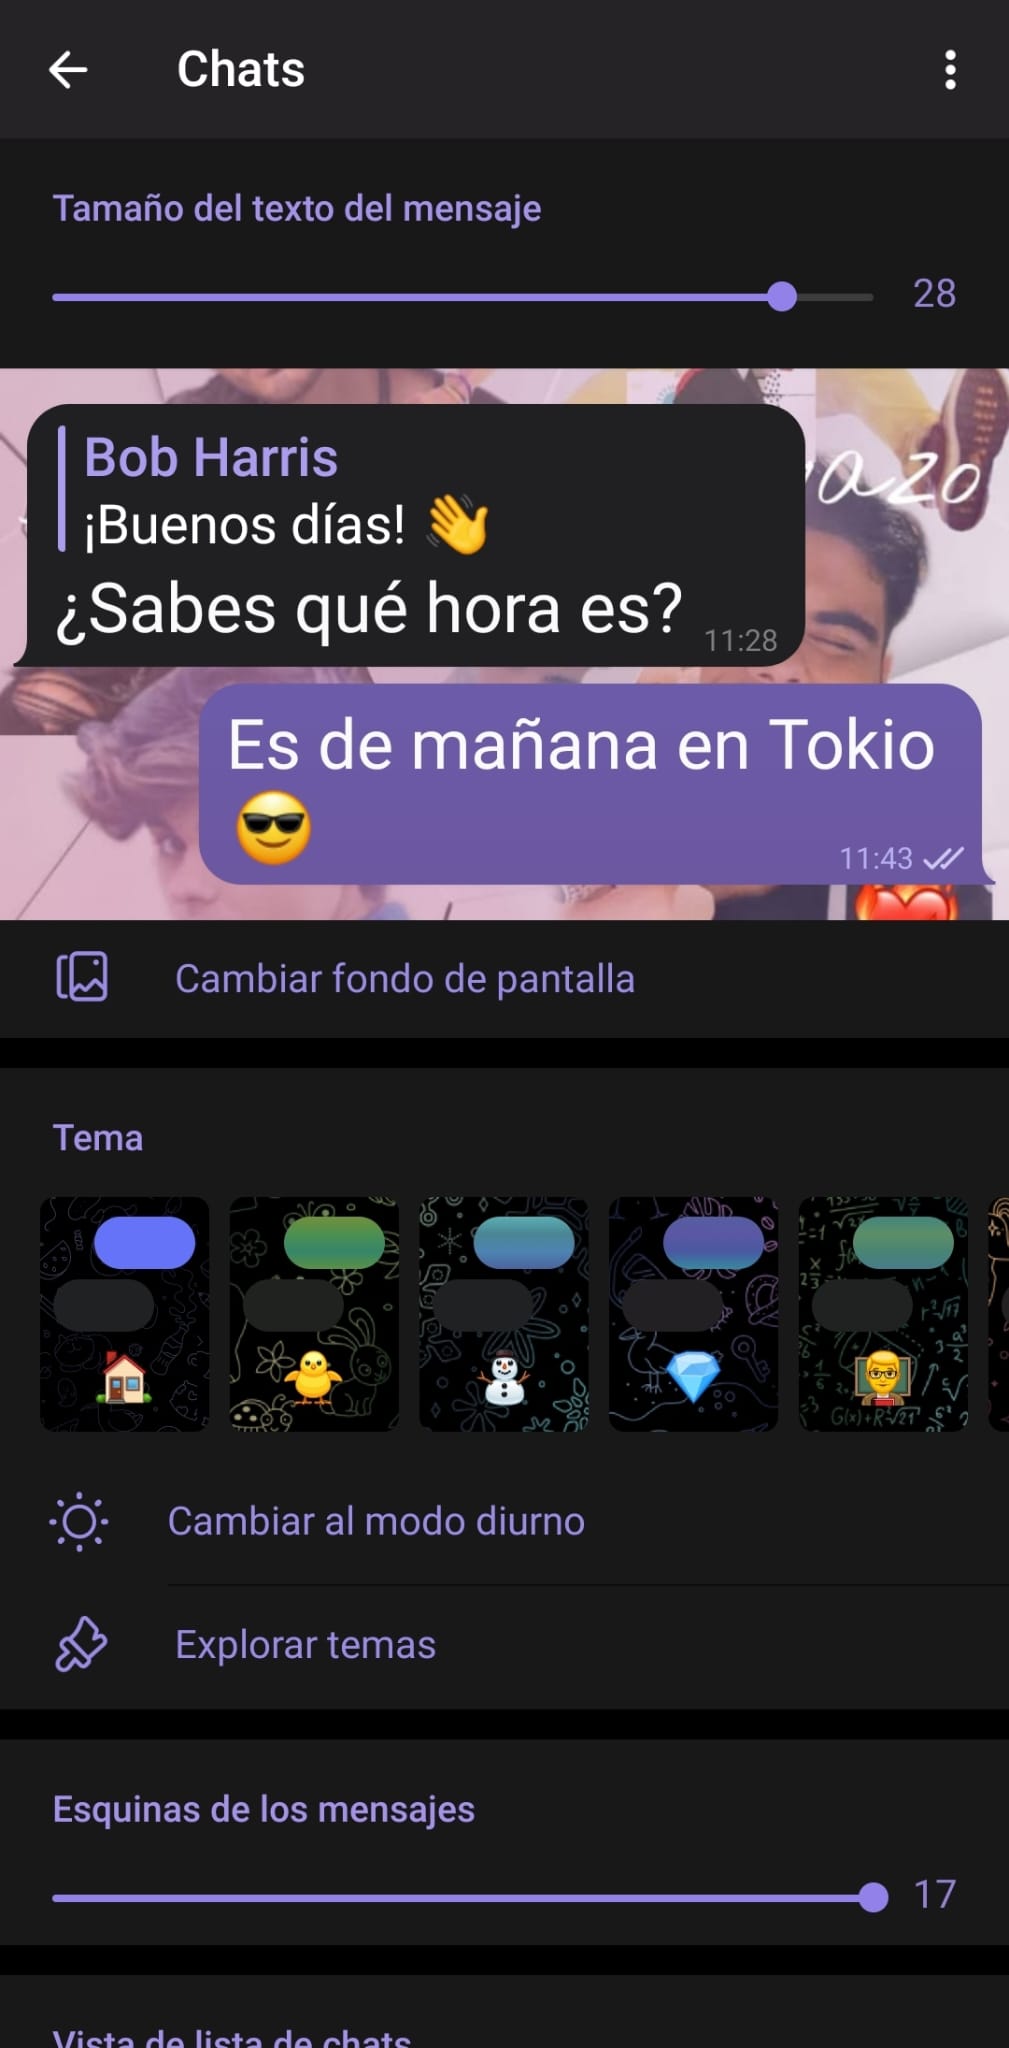 Chats
Tamaño del texto del mensaje
28
azo
Bob Harris
¡Buenos días! 👋
¿Sabes qué hora es?
11:28
Es de mañana en Tokio
😎
11:43
Cambiar fondo de pantalla
Tema
Cambiar al modo diurno
Explorar temas
Esquinas de los mensajes
17
Vista de lista de chats